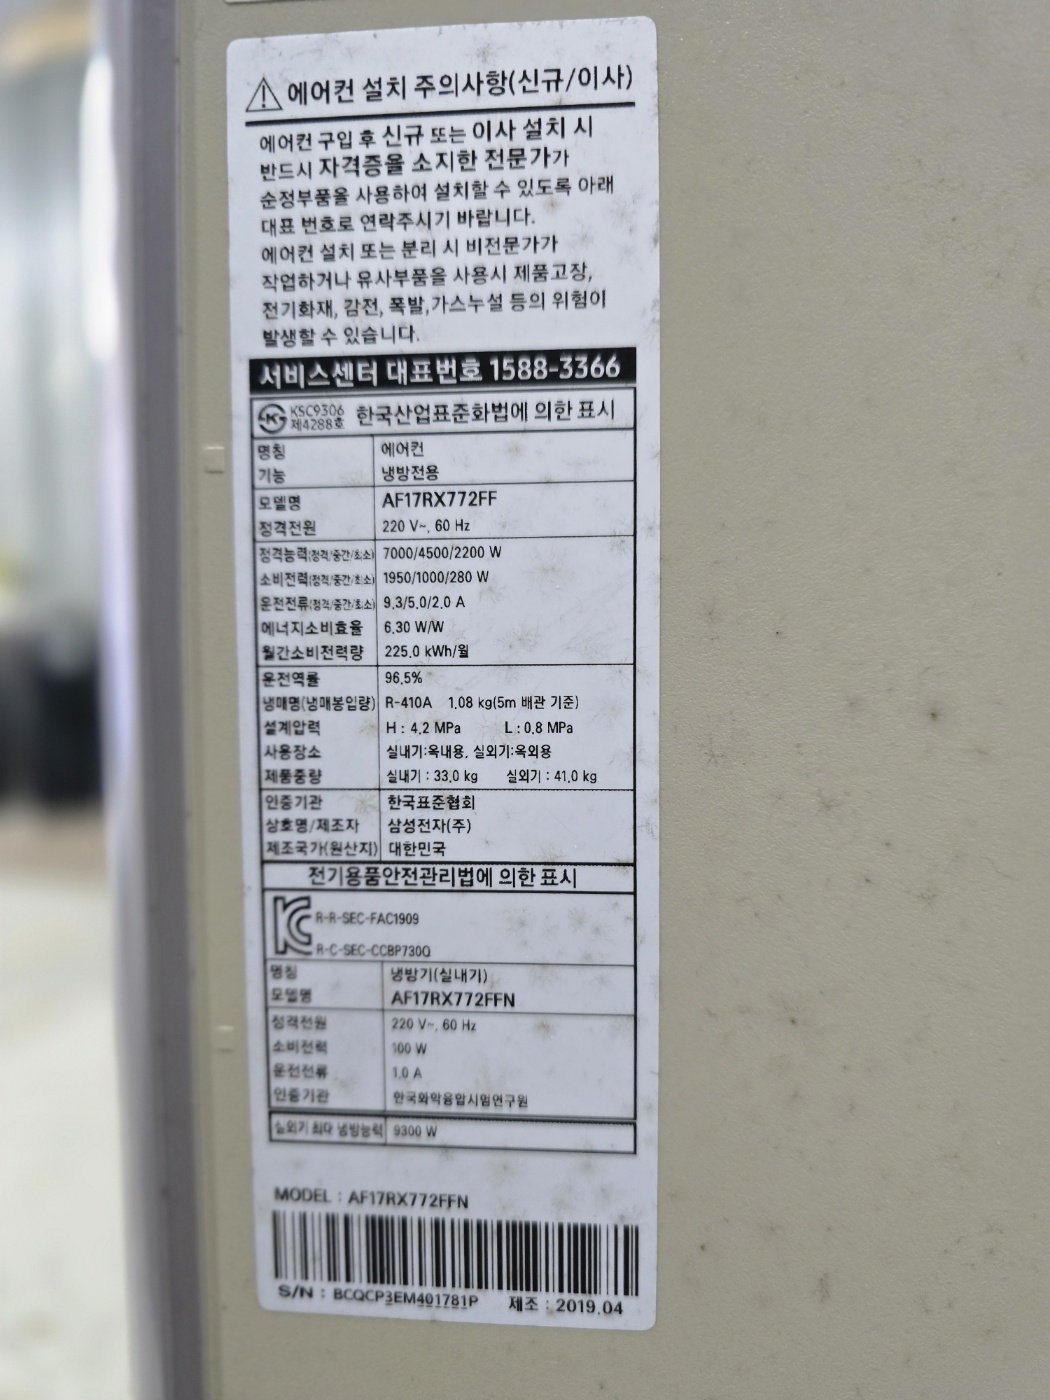 ⚠ 에어컨 설치 주의사항(신규/이사)
에어컨 구입 후 신규 또는 이사 설치 시
반드시 자격증을 소지한 전문가가
순정부품을 사용하여 설치할 수 있도록 아래
대표 번호로 연락주시기 바랍니다.
에어컨 설치 또는 분리 시 비전문가가
작업하거나 유사부품을 사용시 제품고장,
전기화재, 감전, 폭발,가스누설 등의 위험이
발생할 수 있습니다.
서비스센터 대표번호 1588-3366
KSC9306
제4288호 한국산업표준화법에 의한 표시
명칭 에어컨
기능 냉방전용
모델명 AF17RX772FF
정격전원 220 V~, 60 Hz
정격능력(정격/중간/최소) 7000/4500/2200 W
소비전력(정격/중간/최소) 1950/1000/280 W
운전전류(정격/중간/최소) 9.3/5.0/2.0 A
에너지소비효율 6.30 W/W
월간소비전력량 225.0 kWh/월
운전역률 96.5%
냉매명(냉매봉입량) R-410A 1.08 kg(5m 배관 기준)
설계압력 H : 4.2 MPa L : 0.8 MPa
사용장소 실내기:옥내용, 실외기:옥외용
제품중량 실내기 : 33.0 kg 실외기 : 41.0 kg
인증기관 한국표준협회
상호명/제조자 삼성전자(주)
제조국가(원산지) 대한민국
전기용품안전관리법에 의한 표시
R-R-SEC-FAC1909
R-C-SEC-CCBP730Q
명칭 냉방기(실내기)
모델명 AF17RX772FFN
정격전원 220 V~, 60 Hz
소비전력 100 W
운전전류 1.0 A
인증기관 한국화학융합시험연구원
실외기 최대 냉방능력 9300 W
MODEL : AF17RX772FFN
S/N : BCQCP3EM401781P 제조 : 2019.04